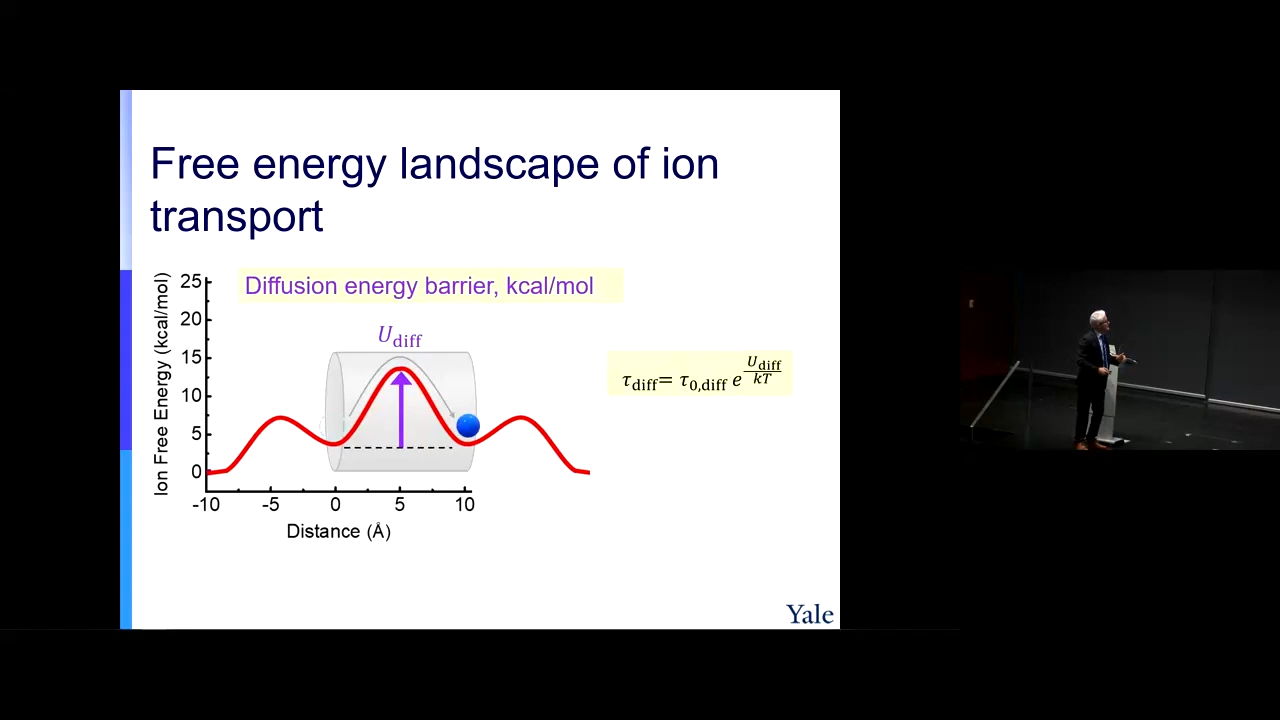 Free energy landscape of ion
transport
Diffusion energy barrier, kcal/mol
Ion Free Energy (kcal/mol)
25
20
15
10
5
0
U_diff
τ_diff= τ_0,diff e^(U_diff/kT)
-10 -5 0 5 10
Distance (Å)
Yale